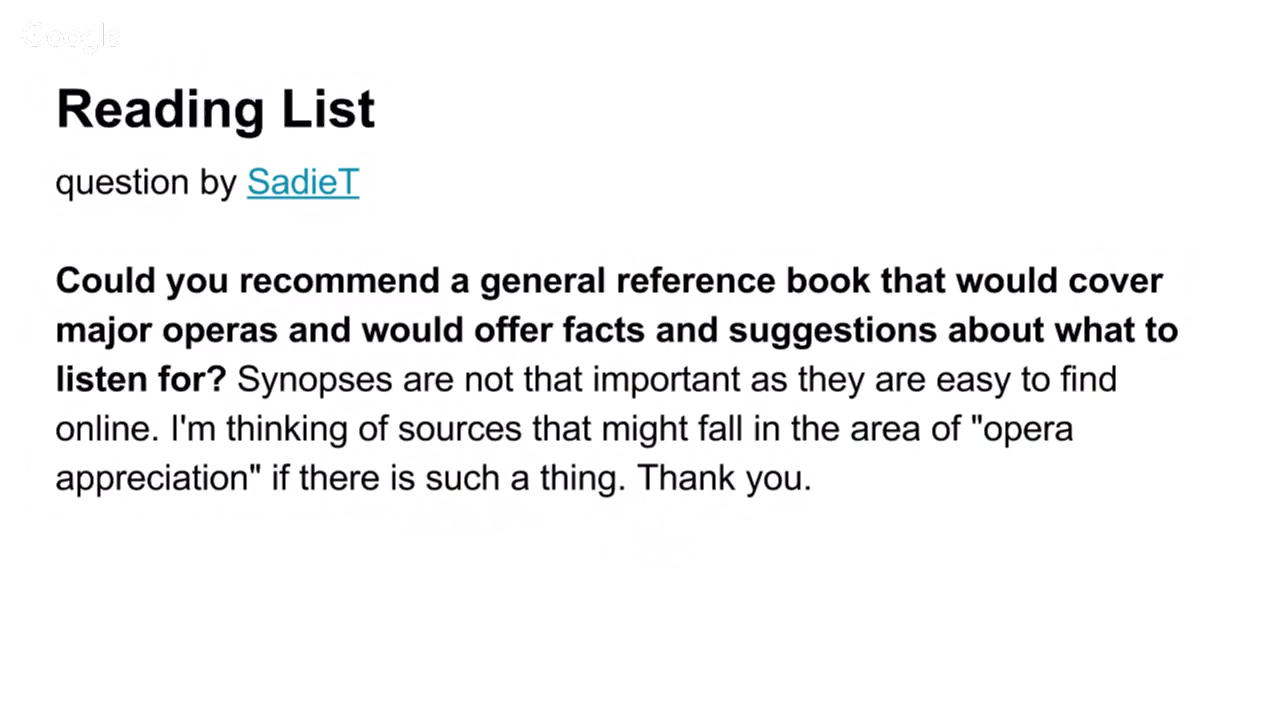 Google
Reading List
question by SadieT
Could you recommend a general reference book that would cover
major operas and would offer facts and suggestions about what to
listen for? Synopses are not that important as they are easy to find
online. I'm thinking of sources that might fall in the area of "opera
appreciation" if there is such a thing. Thank you.